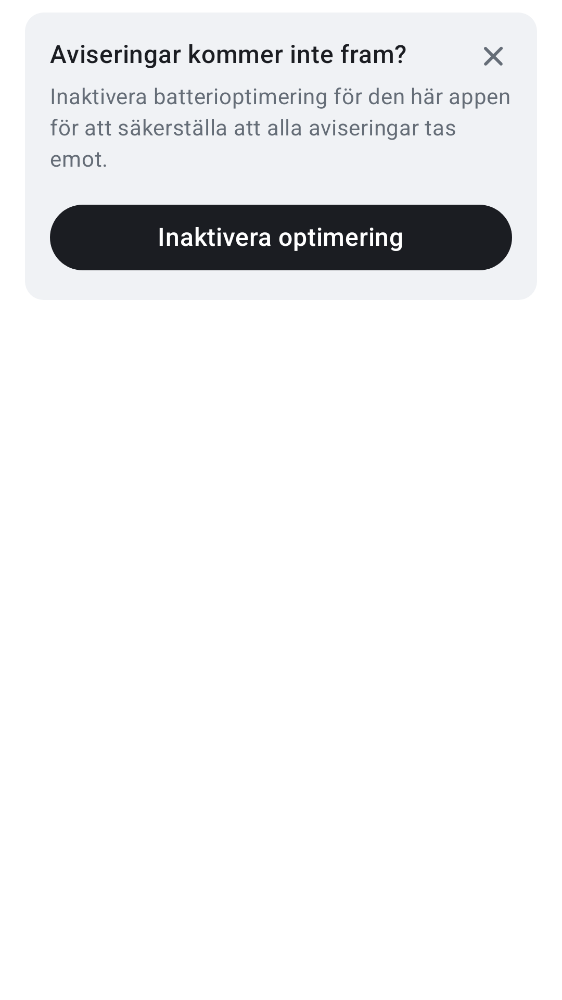 Aviseringar kommer inte fram?
Inaktivera batterioptimering för den här appen
för att säkerställa att alla aviseringar tas
emot.
Inaktivera optimering